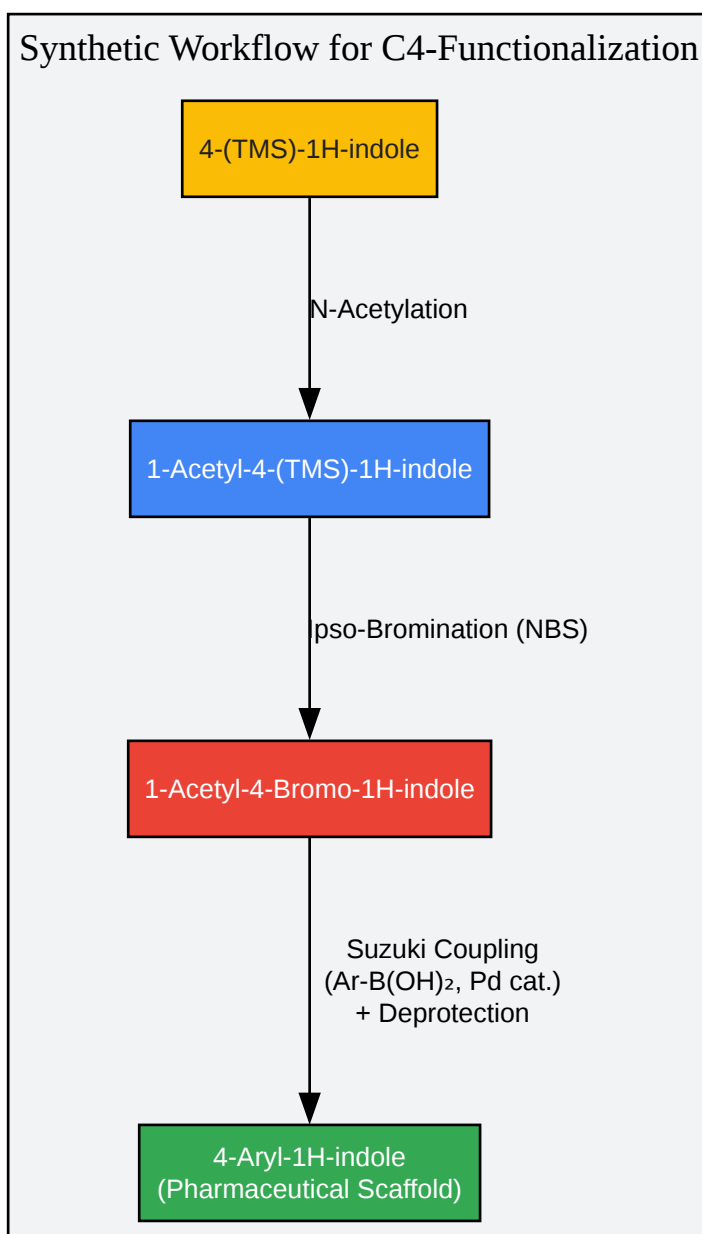 Synthetic Workflow for C4-Functionalization
4-(TMS)-1H-indole
N-Acetylation
1-Acetyl-4-(TMS)-1H-indole
Ipso-Bromination (NBS)
1-Acetyl-4-Bromo-1H-indole
Suzuki Coupling
(Ar-B(OH)₂, Pd cat.)
+ Deprotection
4-Aryl-1H-indole
(Pharmaceutical Scaffold)